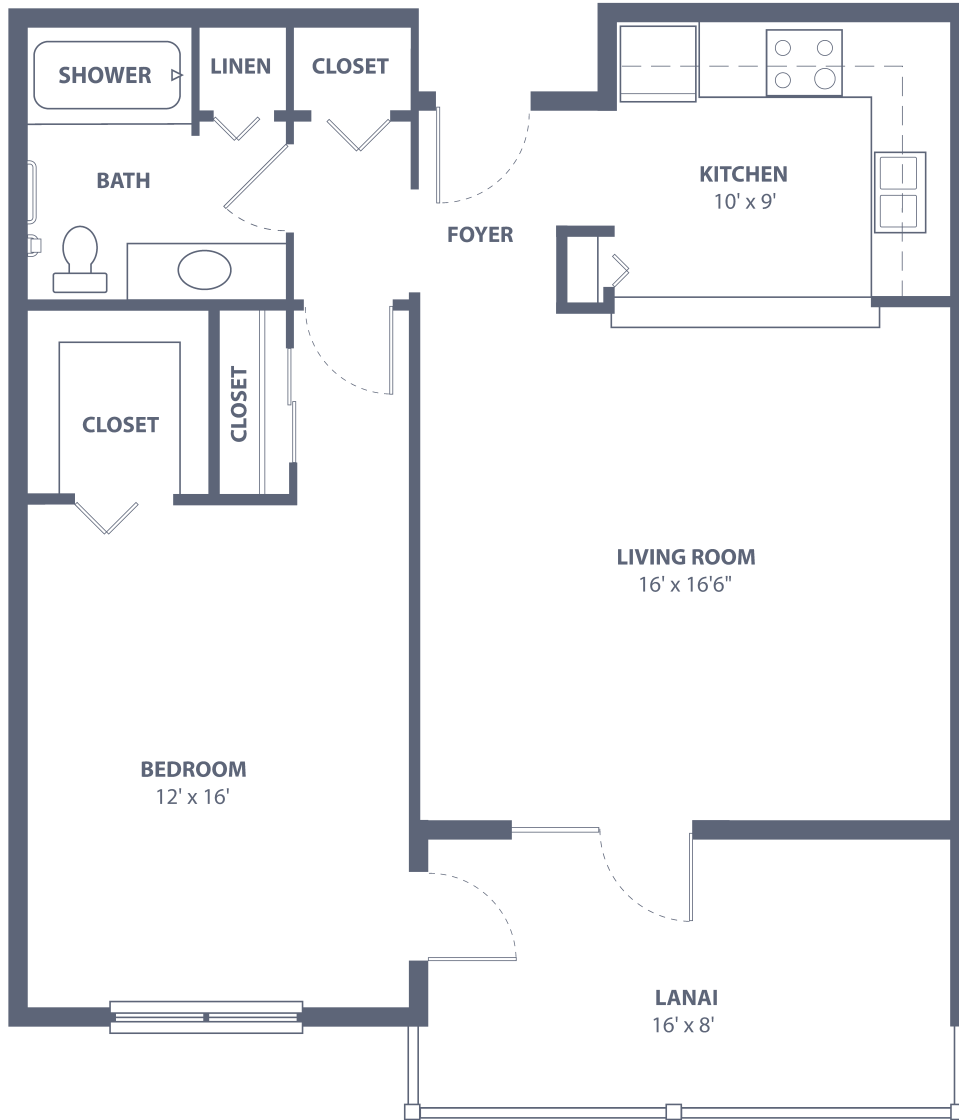 SHOWER
LINEN
CLOSET
BATH
KITCHEN
10' x 9'
FOYER
CLOSET
CLOSET
LIVING ROOM
16' x 16'6"
BEDROOM
12' x 16'
LANAI
16' x 8'